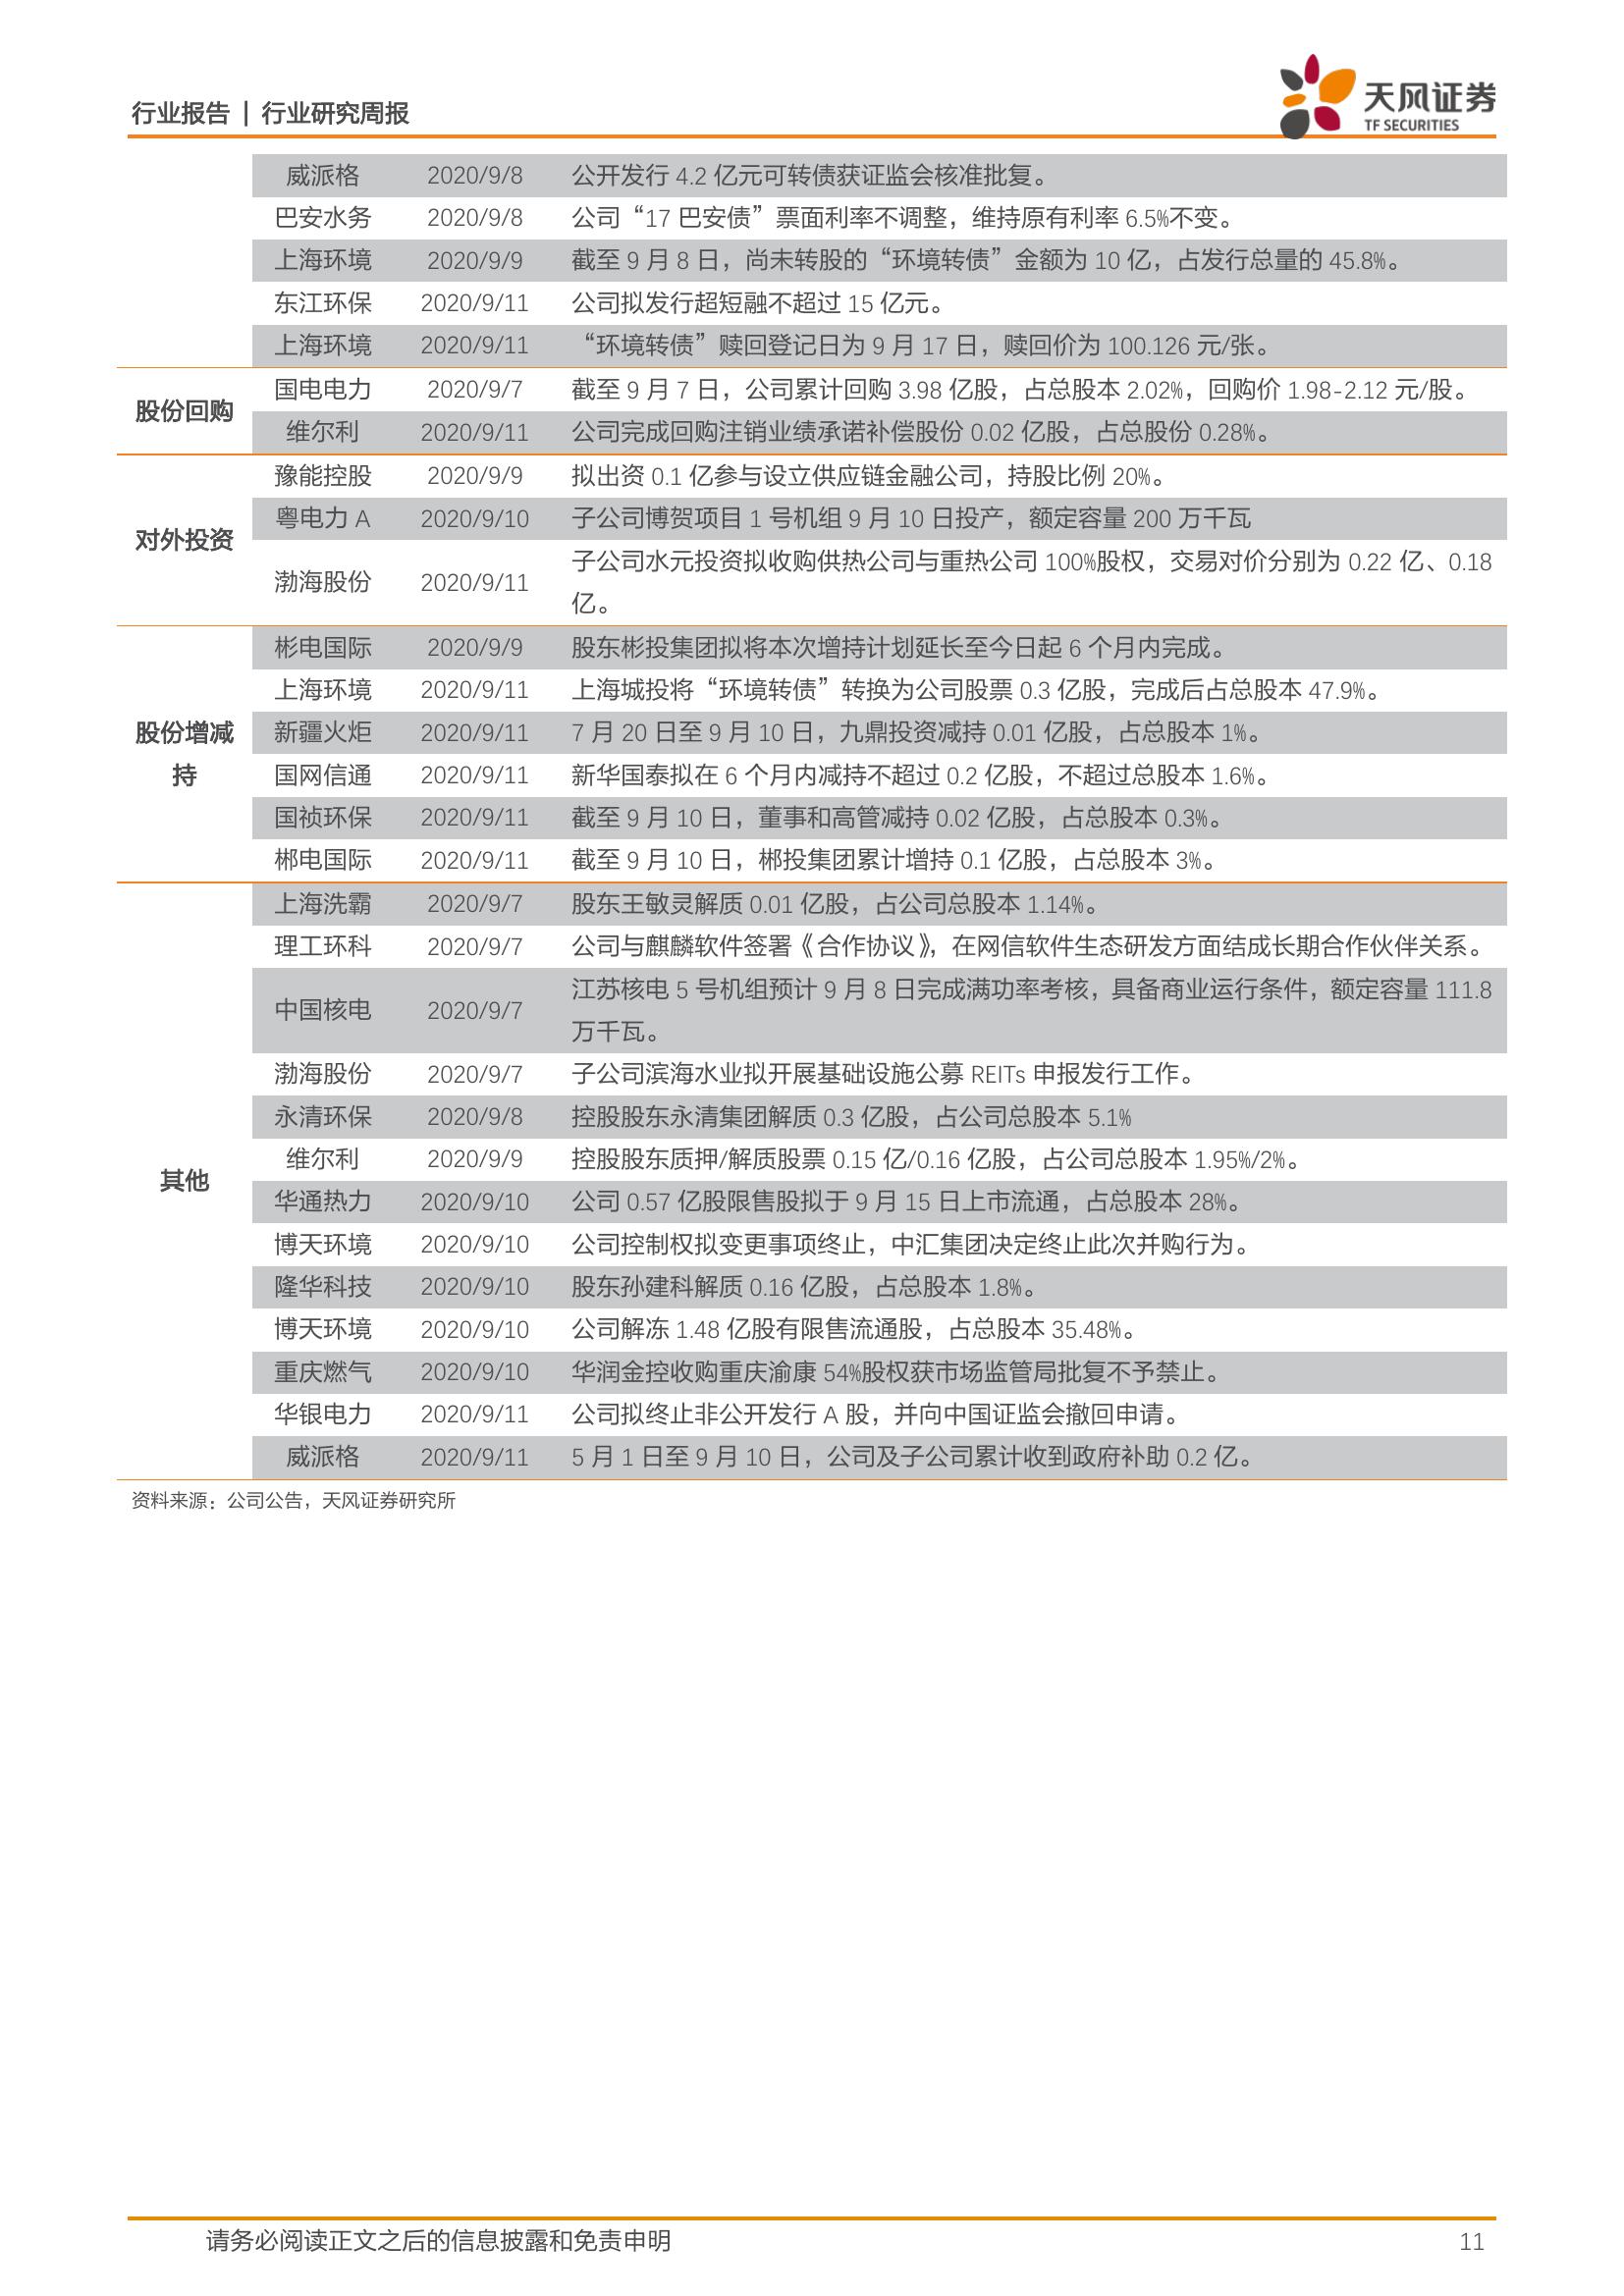 行业报告 | 行业研究周报
天风证券
TF SECURITIES
威派格 2020/9/8 公开发行 4.2 亿元可转债获证监会核准批复。
巴安水务 2020/9/8 公司“17 巴安债”票面利率不调整，维持原有利率 6.5%不变。
上海环境 2020/9/9 截至 9 月 8 日，尚未转股的“环境转债”金额为 10 亿，占发行总量的 45.8%。
东江环保 2020/9/11 公司拟发行超短融不超过 15 亿元。
上海环境 2020/9/11 “环境转债”赎回登记日为 9 月 17 日，赎回价为 100.126 元/张。
股份回购
国电电力 2020/9/7 截至 9 月 7 日，公司累计回购 3.98 亿股，占总股本 2.02%，回购价 1.98-2.12 元/股。
维尔利 2020/9/11 公司完成回购注销业绩承诺补偿股份 0.02 亿股，占总股份 0.28%。
对外投资
豫能控股 2020/9/9 拟出资 0.1 亿参与设立供应链金融公司，持股比例 20%。
粤电力 A 2020/9/10 子公司博贺项目 1 号机组 9 月 10 日投产，额定容量 200 万千瓦
渤海股份 2020/9/11 子公司水元投资拟收购供热公司与重热公司 100%股权，交易对价分别为 0.22 亿、0.18
亿。
股份增减
持
彬电国际 2020/9/9 股东彬投集团拟将本次增持计划延长至今日起 6 个月内完成。
上海环境 2020/9/11 上海城投将“环境转债”转换为公司股票 0.3 亿股，完成后占总股本 47.9%。
新疆火炬 2020/9/11 7 月 20 日至 9 月 10 日，九鼎投资减持 0.01 亿股，占总股本 1%。
国网信通 2020/9/11 新华国泰拟在 6 个月内减持不超过 0.2 亿股，不超过总股本 1.6%。
国祯环保 2020/9/11 截至 9 月 10 日，董事和高管减持 0.02 亿股，占总股本 0.3%。
郴电国际 2020/9/11 截至 9 月 10 日，郴投集团累计增持 0.1 亿股，占总股本 3%。
其他
上海洗霸 2020/9/7 股东王敏灵解质 0.01 亿股，占公司总股本 1.14%。
理工环科 2020/9/7 公司与麒麟软件签署《合作协议》，在网信软件生态研发方面结成长期合作伙伴关系。
中国核电 2020/9/7 江苏核电 5 号机组预计 9 月 8 日完成满功率考核，具备商业运行条件，额定容量 111.8
万千瓦。
渤海股份 2020/9/7 子公司滨海水业拟开展基础设施公募 REITs 申报发行工作。
永清环保 2020/9/8 控股股东永清集团解质 0.3 亿股，占公司总股本 5.1%
维尔利 2020/9/9 控股股东质押/解质股票 0.15 亿/0.16 亿股，占公司总股本 1.95%/2%。
华通热力 2020/9/10 公司 0.57 亿股限售股拟于 9 月 15 日上市流通，占总股本 28%。
博天环境 2020/9/10 公司控制权拟变更事项终止，中汇集团决定终止此次并购行为。
隆华科技 2020/9/10 股东孙建科解质 0.16 亿股，占总股本 1.8%。
博天环境 2020/9/10 公司解冻 1.48 亿股有限售流通股，占总股本 35.48%。
重庆燃气 2020/9/10 华润金控收购重庆渝康 54%股权获市场监管局批复不予禁止。
华银电力 2020/9/11 公司拟终止非公开发行 A 股，并向中国证监会撤回申请。
威派格 2020/9/11 5 月 1 日至 9 月 10 日，公司及子公司累计收到政府补助 0.2 亿。
资料来源：公司公告，天风证券研究所
请务必阅读正文之后的信息披露和免责申明 11